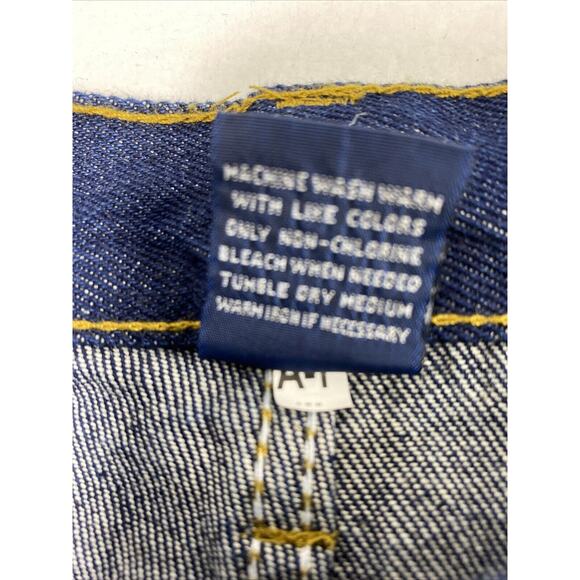 MACHINE WASH WARM
WITH LIKE COLORS
ONLY NON-CHLORINE
BLEACH WHEN NEEDED
TUMBLE DRY MEDIUM
WARM IRON IF NECESSARY
A-1